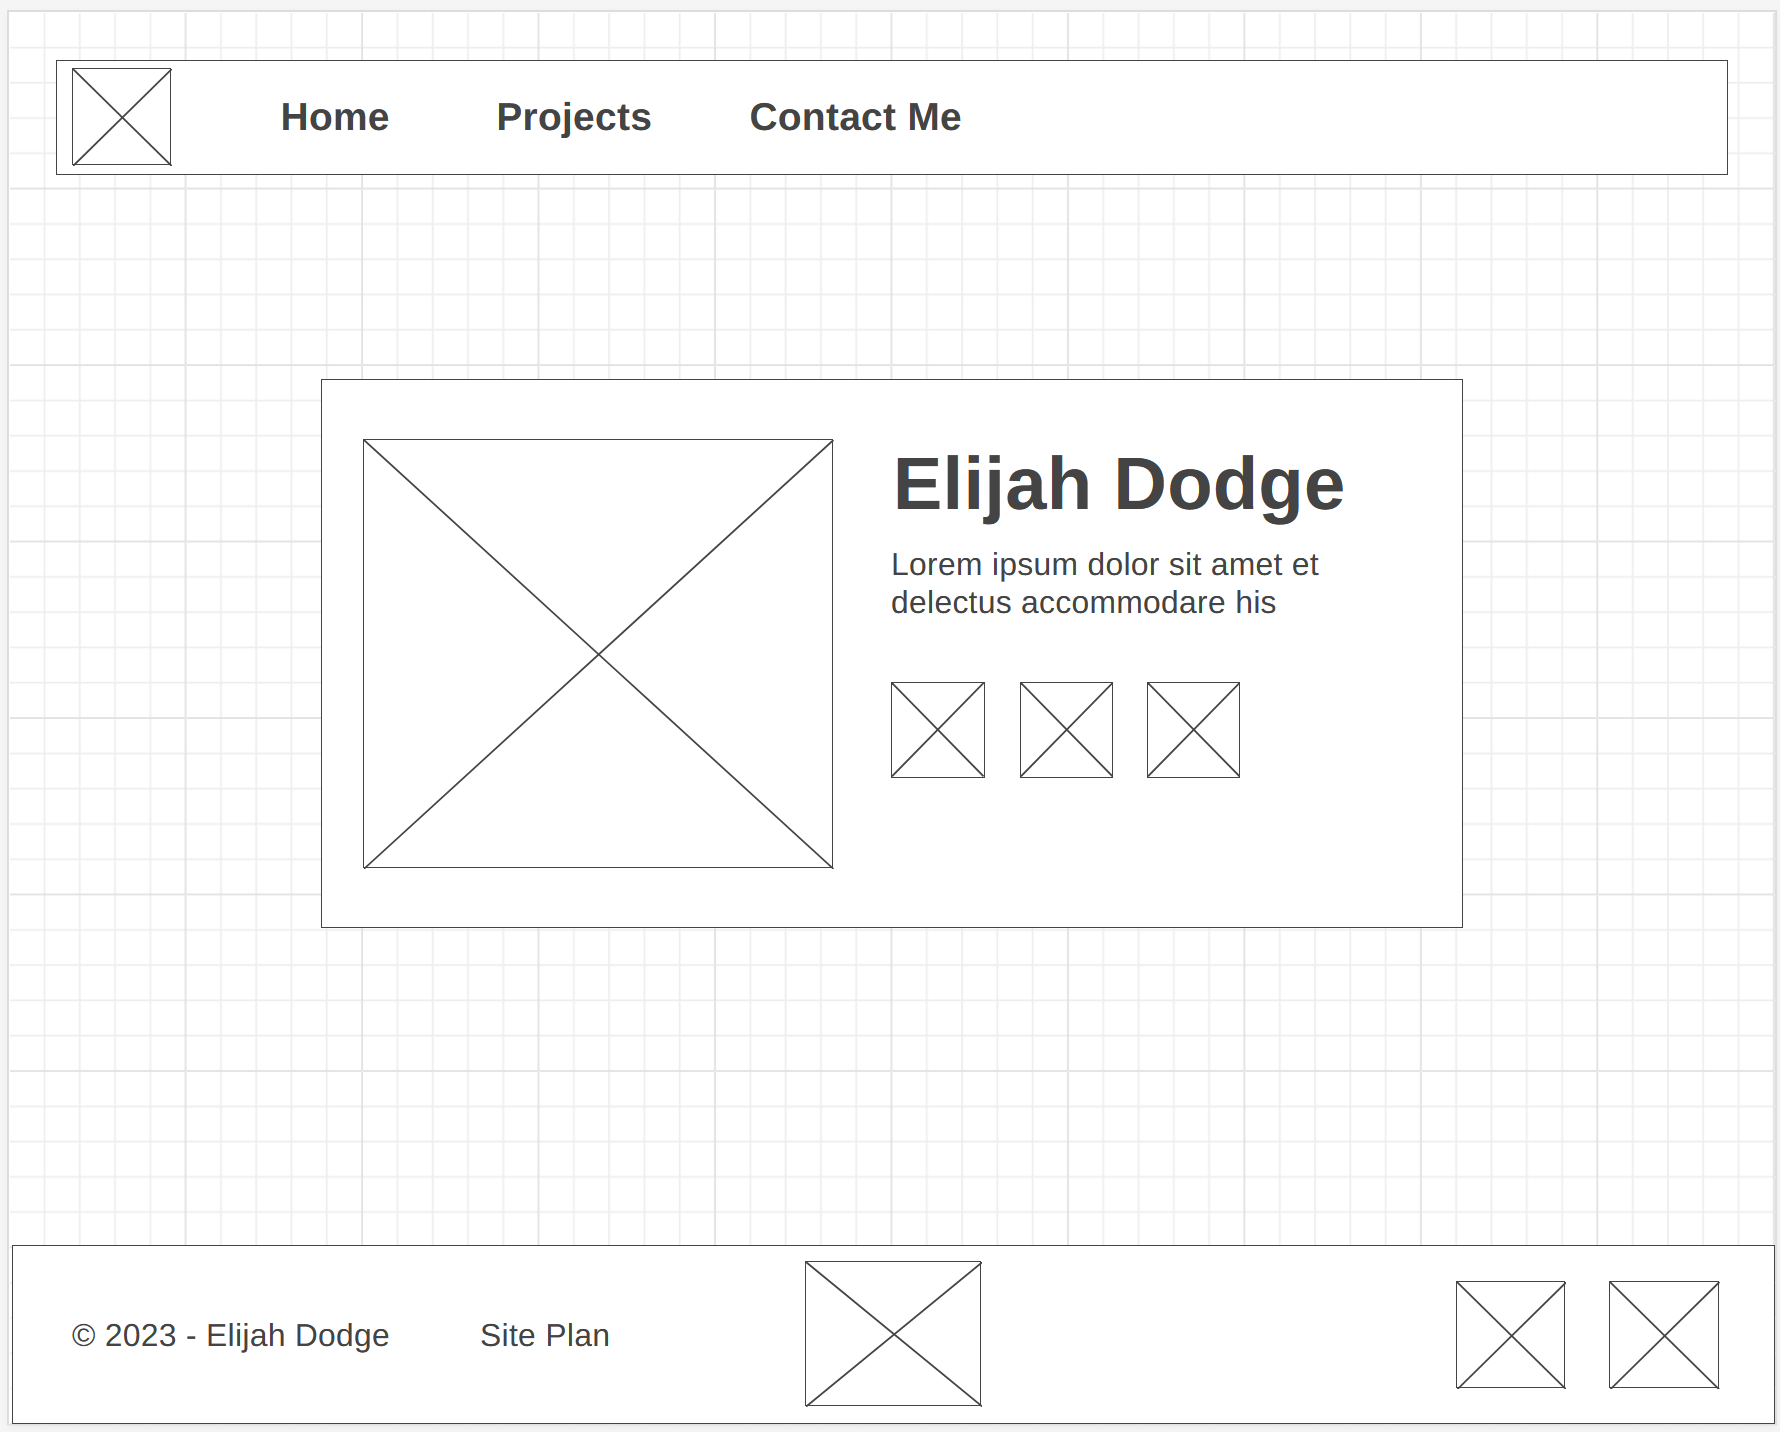 Home Projects Contact Me
Elijah Dodge
Lorem ipsum dolor sit amet et
delectus accommodare his
© 2023 - Elijah Dodge Site Plan